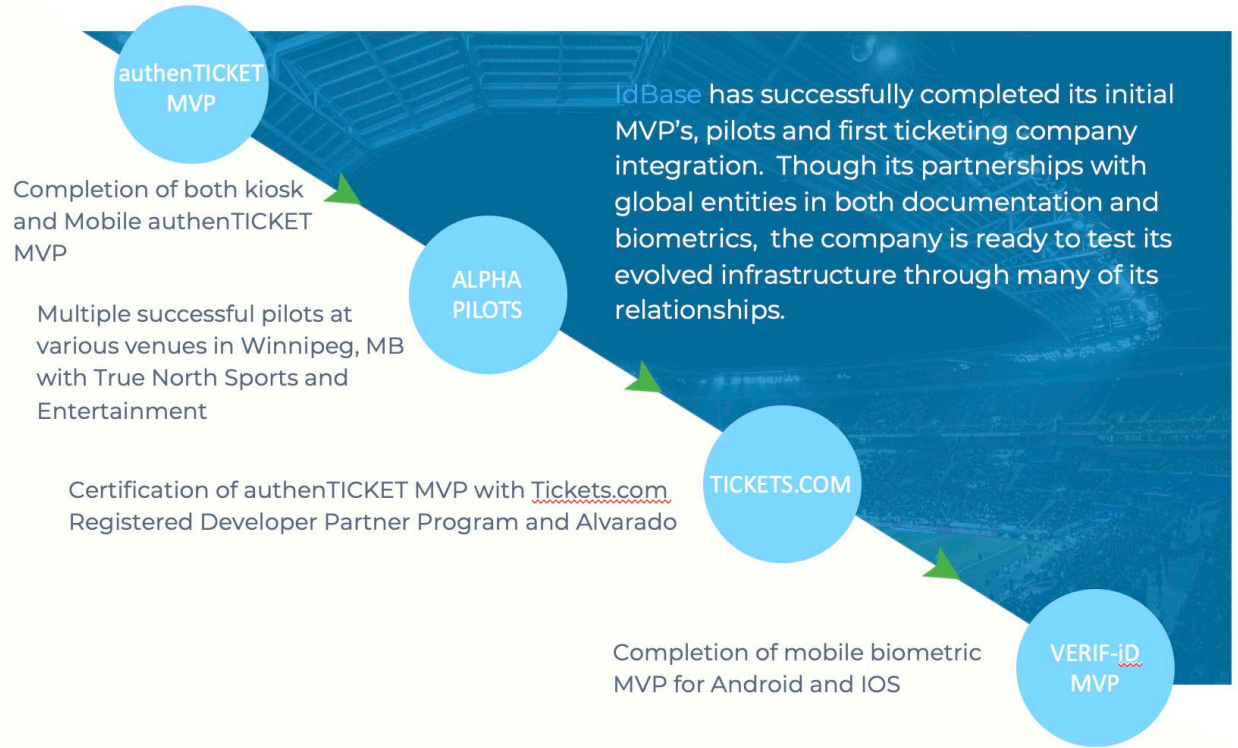 authenTICKET
MVP
Completion of both kiosk
and Mobile authenTICKET
MVP
IdBase has successfully completed its initial
MVP's, pilots and first ticketing company
integration.  Though its partnerships with
global entities in both documentation and
biometrics,  the company is ready to test its
evolved infrastructure through many of its
relationships.
ALPHA
PILOTS
Multiple successful pilots at
various venues in Winnipeg, MB
with True North Sports and
Entertainment
TICKETS.COM
Certification of authenTICKET MVP with Tickets.com
Registered Developer Partner Program and Alvarado
VERIF-iD
MVP
Completion of mobile biometric
MVP for Android and IOS